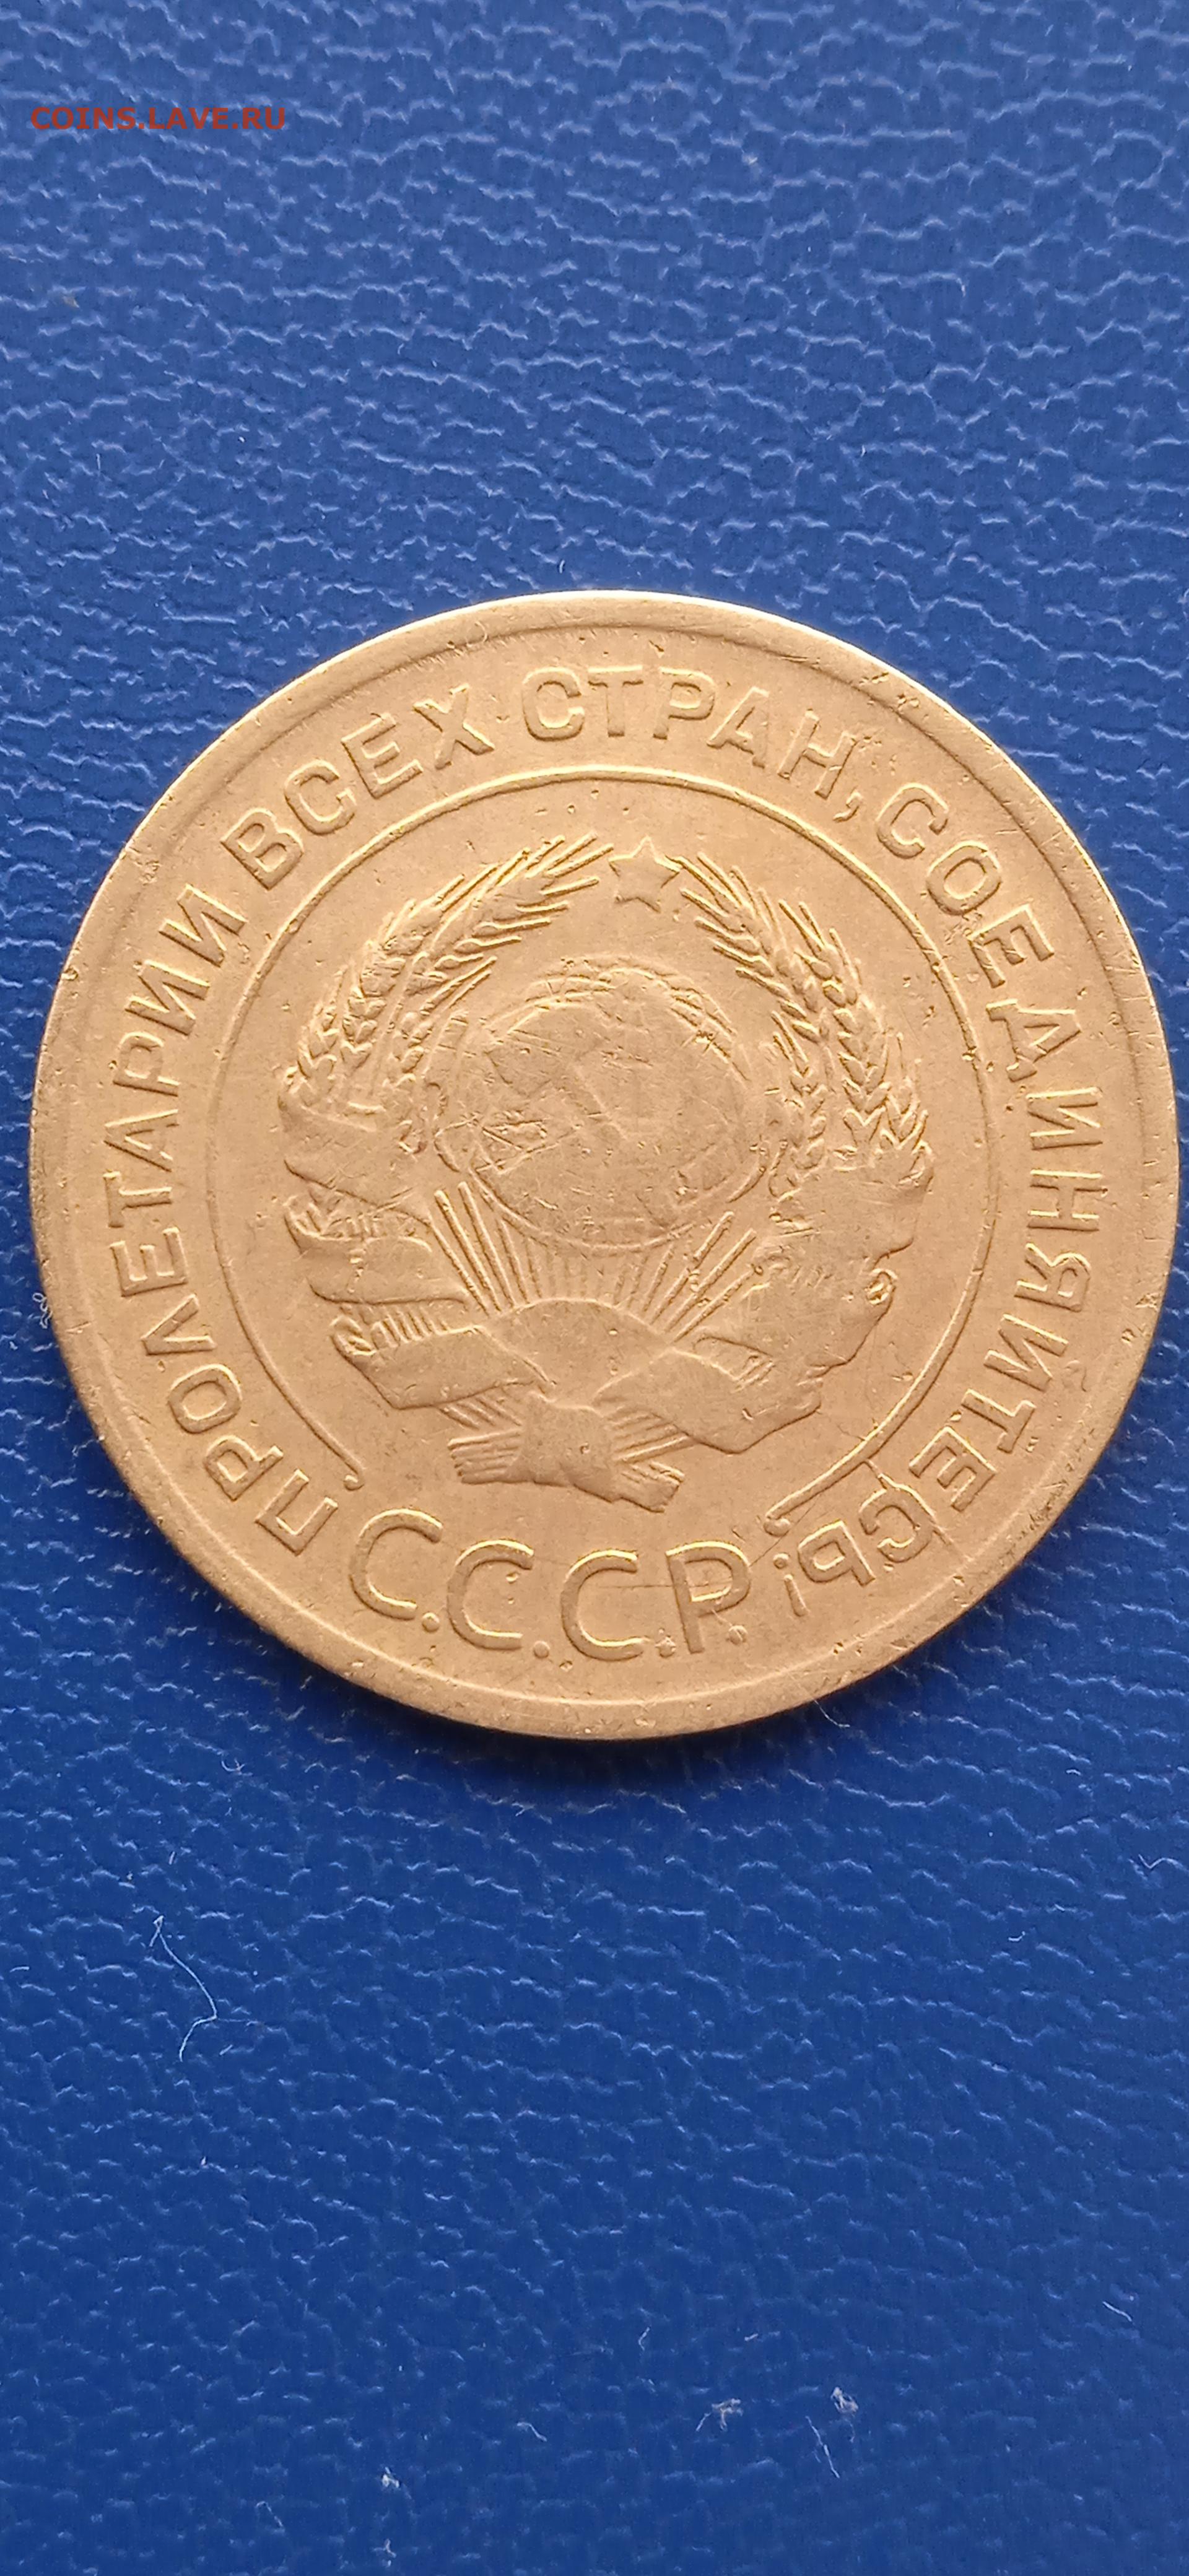 COINS.LAVE.RU
ПРОЛЕТАРИИ ВСЕХ СТРАН, СОЕДИНЯЙТЕСЬ!
С.С.С.Р.